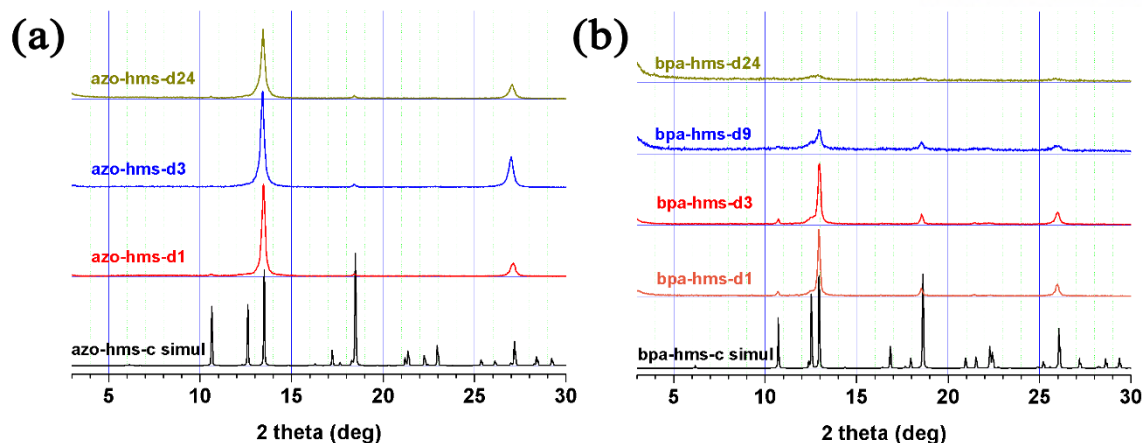 (a)
azo-hms-d24
azo-hms-d3
azo-hms-d1
azo-hms-c simul
5 10 15 20 25 30
2 theta (deg)
(b)
bpa-hms-d24
bpa-hms-d9
bpa-hms-d3
bpa-hms-d1
bpa-hms-c simul
5 10 15 20 25 30
2 theta (deg)